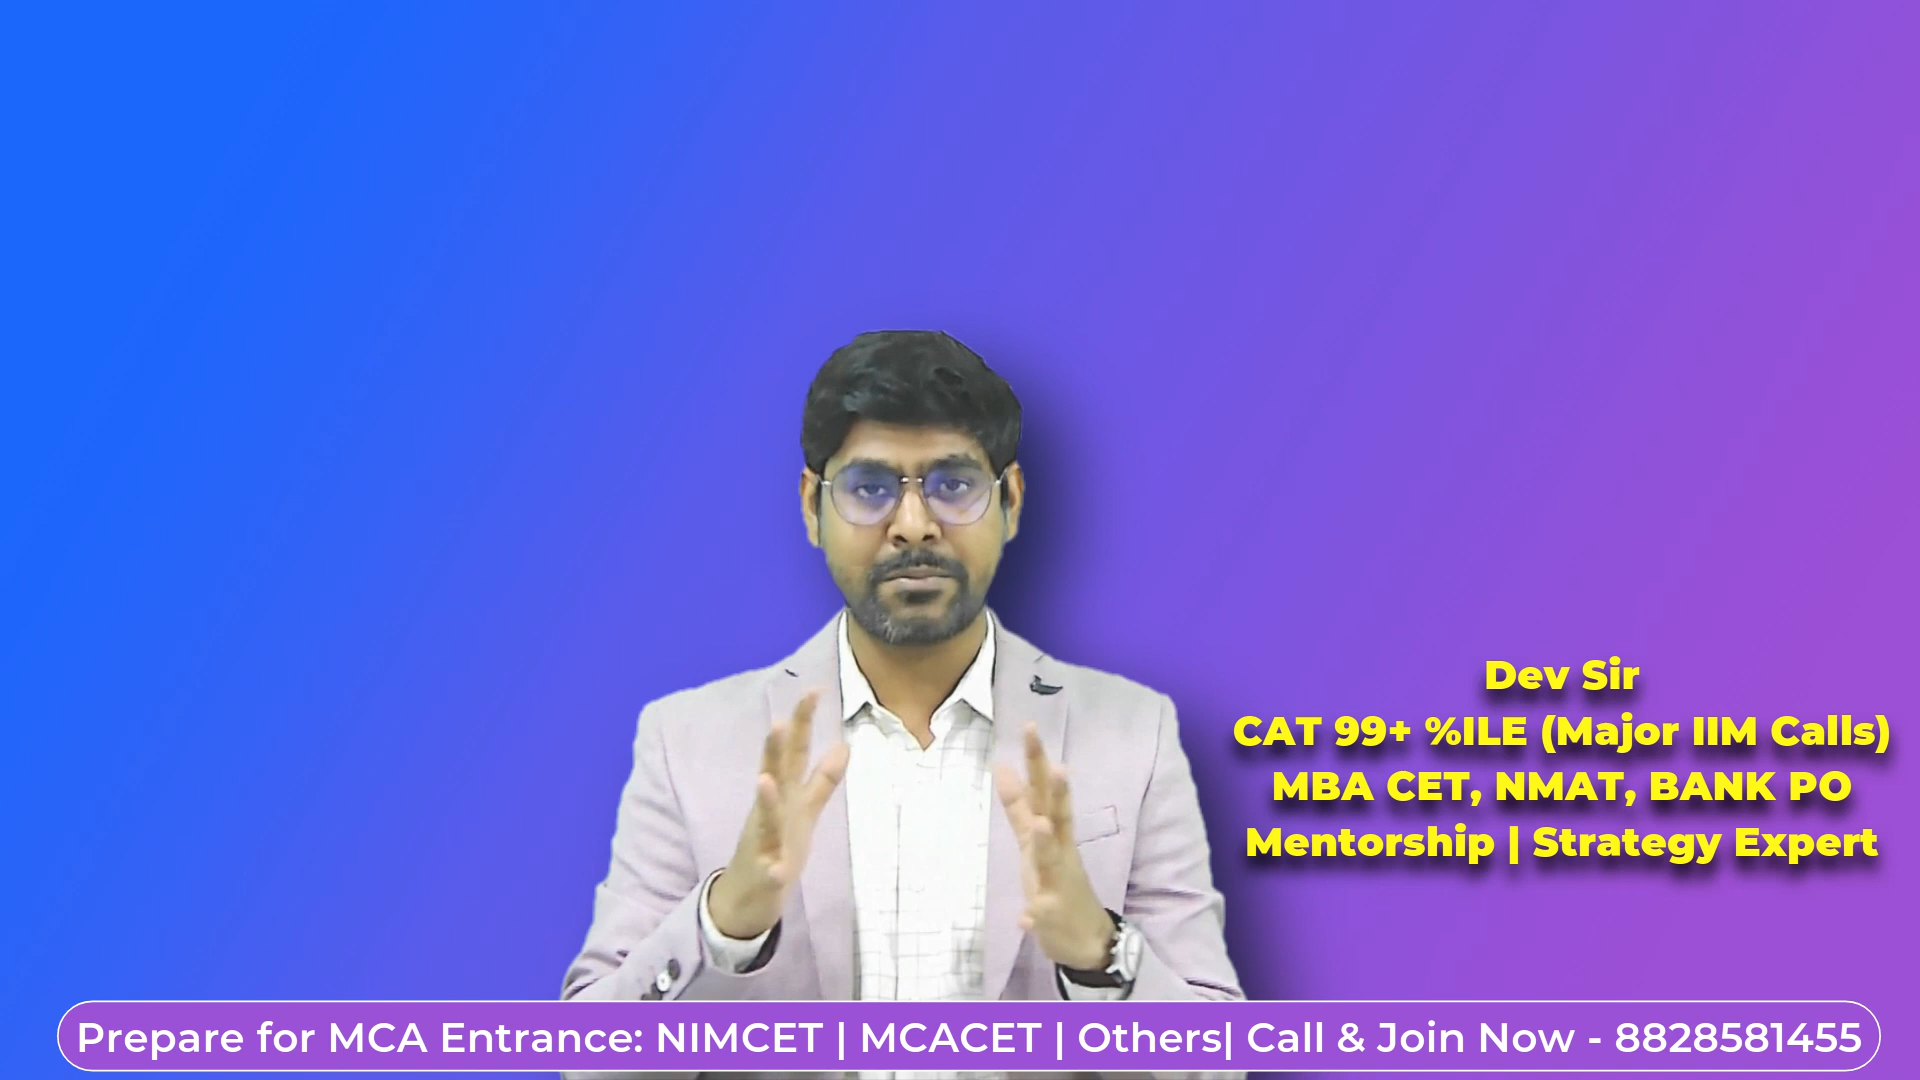 Dev Sir
CAT 99+ %ILE (Major IIM Calls)
MBA CET, NMAT, BANK PO
Mentorship | Strategy Expert
Prepare for MCA Entrance: NIMCET | MCACET | Others| Call & Join Now - 8828581455